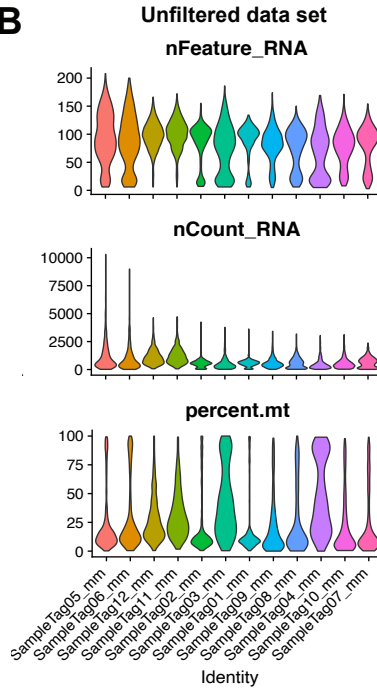 B
Unfiltered data set
nFeature_RNA
200
150
100
50
0
nCount_RNA
10000
7500
5000
2500
0
percent.mt
100
75
50
25
0
SampleTag05_mm
SampleTag06_mm
SampleTag12_mm
SampleTag11_mm
SampleTag02_mm
SampleTag03_mm
SampleTag01_mm
SampleTag09_mm
SampleTag08_mm
SampleTag04_mm
SampleTag10_mm
SampleTag07_mm
Identity